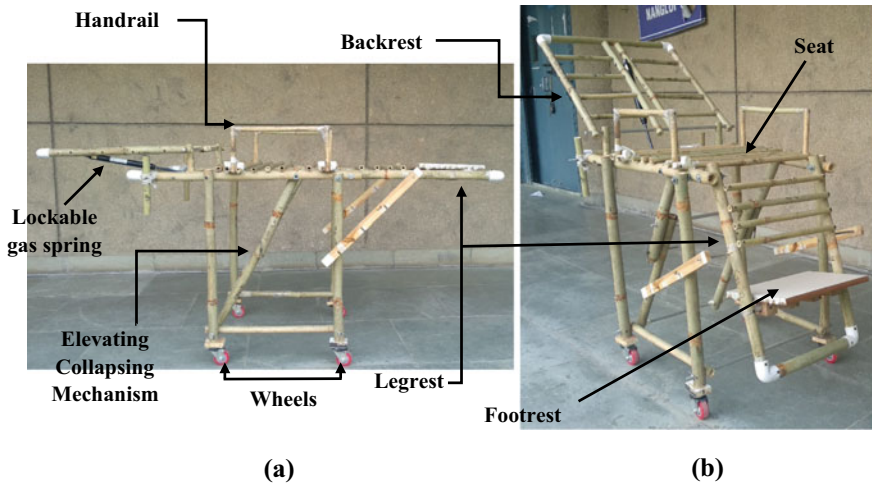 Handrail
Backrest
Seat
Lockable
gas spring
Elevating
Collapsing
Mechanism
Wheels
Legrest
Footrest
(a)
(b)